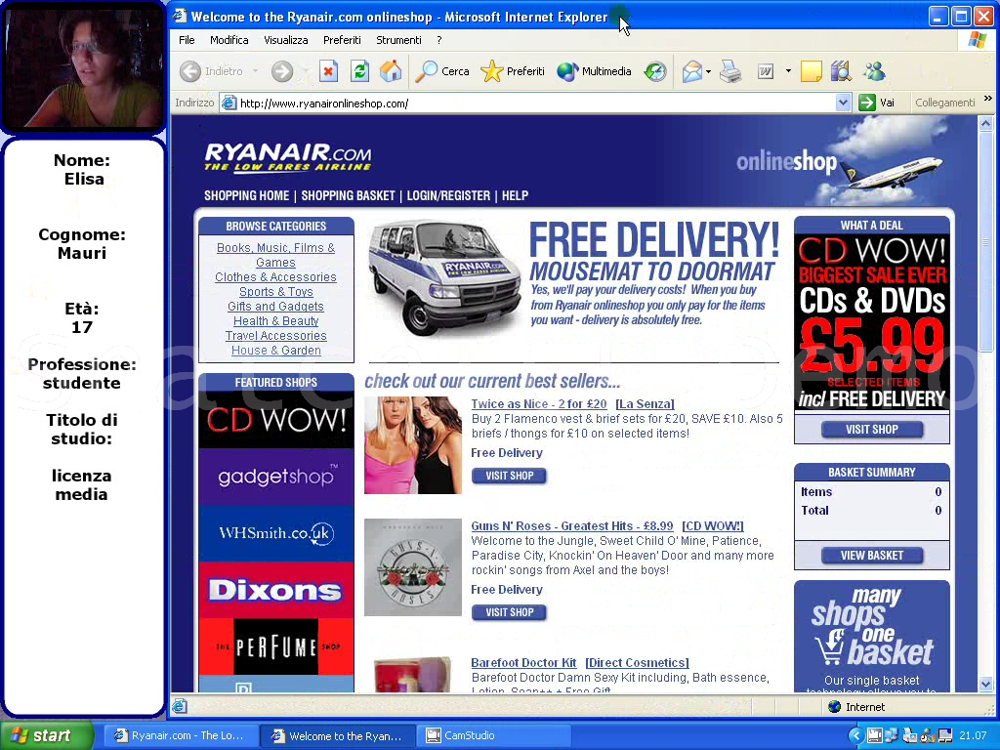 Nome:
Elisa
Cognome:
Mauri
Età:
17
Professione:
studente
Titolo di
studio:
licenza
media
Welcome to the Ryanair.com onlineshop - Microsoft Internet Explorer
File Modifica Visualizza Preferiti Strumenti ?
Indietro Cerca Preferiti Multimedia
Indirizzo http://www.ryanaironlineshop.com/ Vai Collegamenti »
RYANAIR.COM
THE LOW FARES AIRLINE
onlineshop
SHOPPING HOME | SHOPPING BASKET | LOGIN/REGISTER | HELP
BROWSE CATEGORIES
Books, Music, Films &
Games
Clothes & Accessories
Sports & Toys
Gifts and Gadgets
Health & Beauty
Travel Accessories
House & Garden
FEATURED SHOPS
CD WOW!
gadgetshop™
WHSmith.co.uk
Dixons
THE PERFUME SHOP
RYANAIR.COM
FREE DELIVERY!
MOUSEMAT TO DOORMAT
Yes, we'll pay your delivery costs! When you buy
from Ryanair onlineshop you only pay for the items
you want - delivery is absolutely free.
check out our current best sellers...
Twice as Nice - 2 for £20 [La Senza]
Buy 2 Flamenco vest & brief sets for £20, SAVE £10. Also 5
briefs / thongs for £10 on selected items!
Free Delivery
VISIT SHOP
GUNS N ROSES
Guns N' Roses - Greatest Hits - £8.99 [CD WOW!]
Welcome to the Jungle, Sweet Child O' Mine, Patience,
Paradise City, Knockin' On Heaven' Door and many more
rockin' songs from Axel and the boys!
Free Delivery
VISIT SHOP
Barefoot Doctor Kit [Direct Cosmetics]
Barefoot Doctor Damn Sexy Kit including, Bath essence,
WHAT A DEAL
CD WOW!
BIGGEST SALE EVER
CDs & DVDs
£5.99
SELECTED ITEMS
incl FREE DELIVERY
VISIT SHOP
BASKET SUMMARY
Items 0
Total 0
VIEW BASKET
many
shops
one
basket
Our single basket
Internet
start Ryanair.com - The Lo... Welcome to the Ryan... CamStudio 21.07